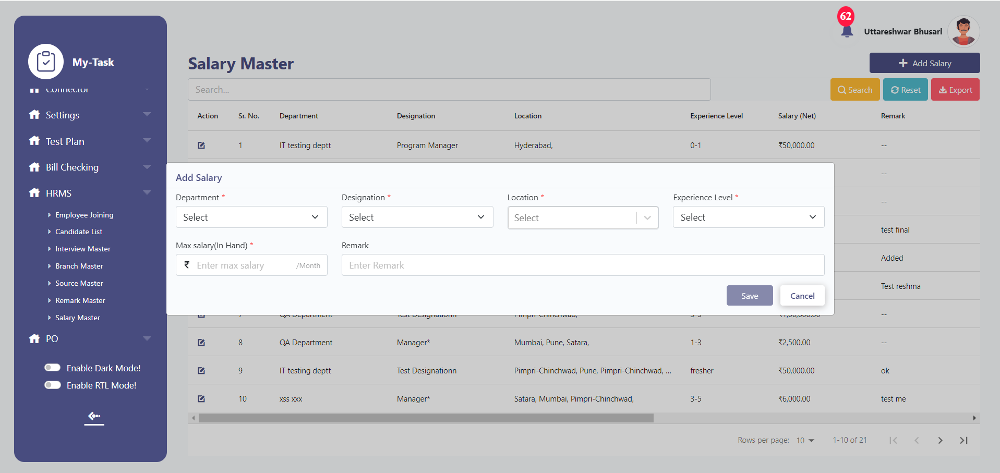 62
Uttareshwar Bhusari
My-Task
Connector
Settings
Test Plan
Bill Checking
HRMS
Employee Joining
Candidate List
Interview Master
Branch Master
Source Master
Remark Master
Salary Master
PO
Enable Dark Mode!
Enable RTL Mode!
Salary Master
Add Salary
Search...
Search
Reset
Export
Action Sr. No. Department Designation Location Experience Level Salary (Net) Remark
1 IT testing deptt Program Manager Hyderabad, 0-1 ₹50,000.00 --
--
--
test final
Added
Test reshma
Add Salary
Department * Designation * Location * Experience Level *
Select Select Select Select
Max salary(In Hand) * Remark
₹ Enter max salary /Month Enter Remark
Save Cancel
7 QA Department Test Designationn Pimpri-Chinchwad, 3-5 ₹1,00,000.00 --
8 QA Department Manager* Mumbai, Pune, Satara, 1-3 ₹2,500.00 --
9 IT testing deptt Test Designationn Pimpri-Chinchwad, Pune, Pimpri-Chinchwad, ... fresher ₹50,000.00 ok
10 xss xxx Manager* Satara, Mumbai, Pimpri-Chinchwad, 3-5 ₹6,000.00 test me
Rows per page: 10 1-10 of 21